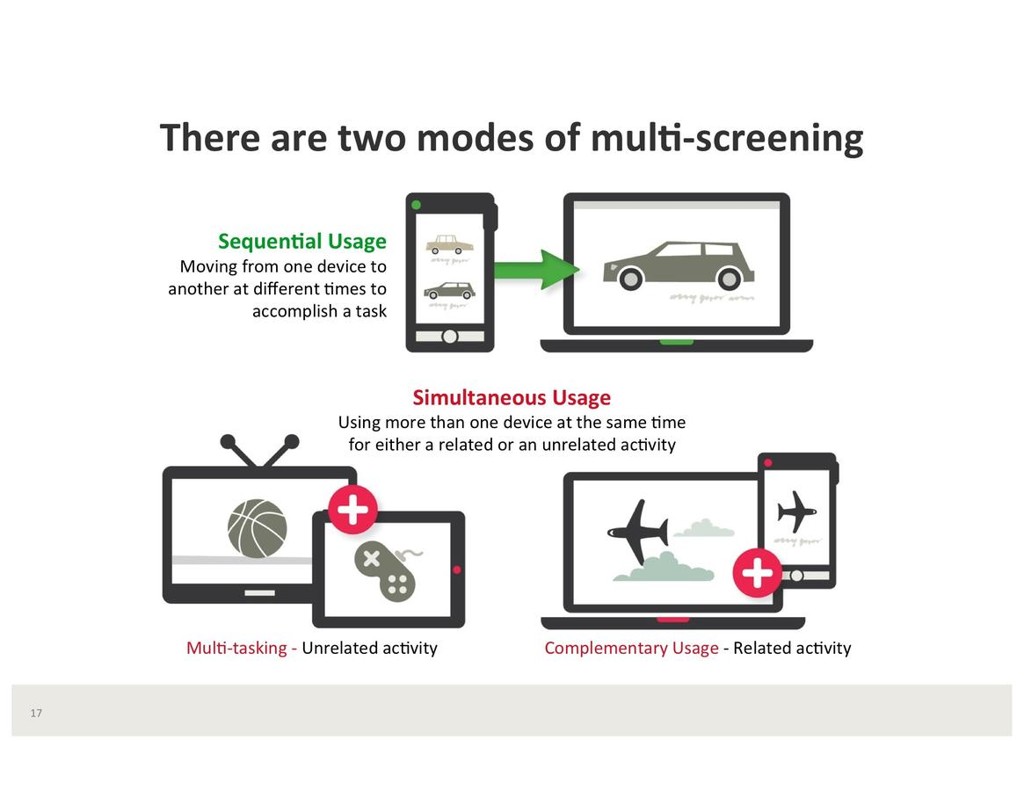 There are two modes of multi-screening
Sequential Usage
Moving from one device to
another at different times to
accomplish a task
Simultaneous Usage
Using more than one device at the same time
for either a related or an unrelated activity
Multi-tasking - Unrelated activity
Complementary Usage - Related activity
17